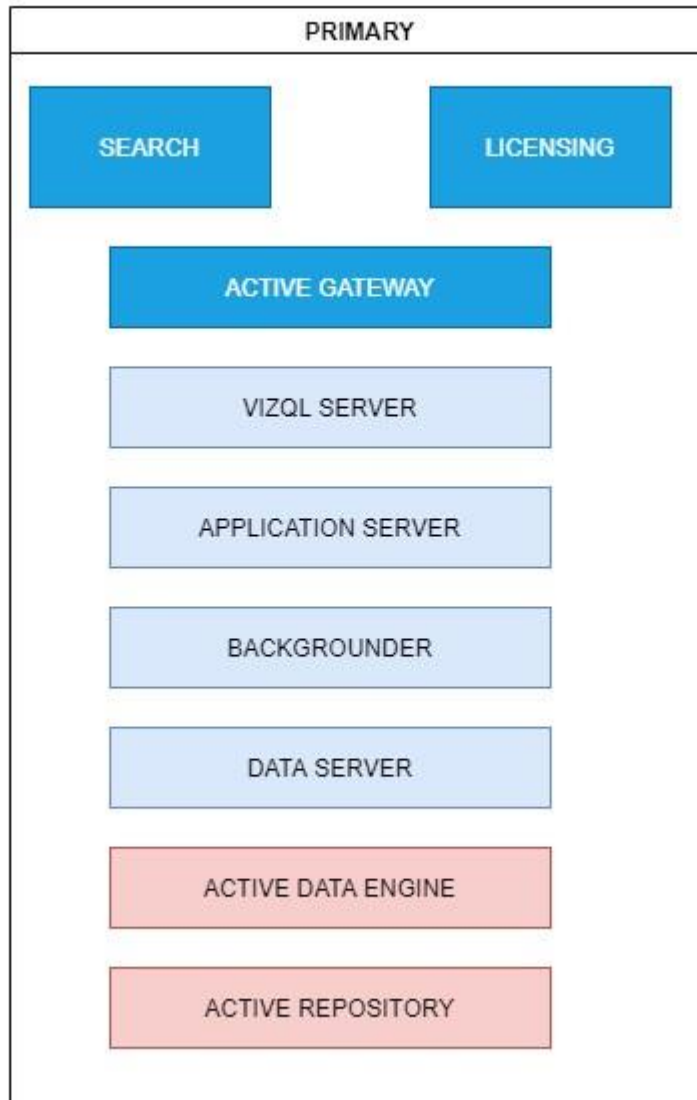 PRIMARY
SEARCH
LICENSING
ACTIVE GATEWAY
VIZQL SERVER
APPLICATION SERVER
BACKGROUNDER
DATA SERVER
ACTIVE DATA ENGINE
ACTIVE REPOSITORY